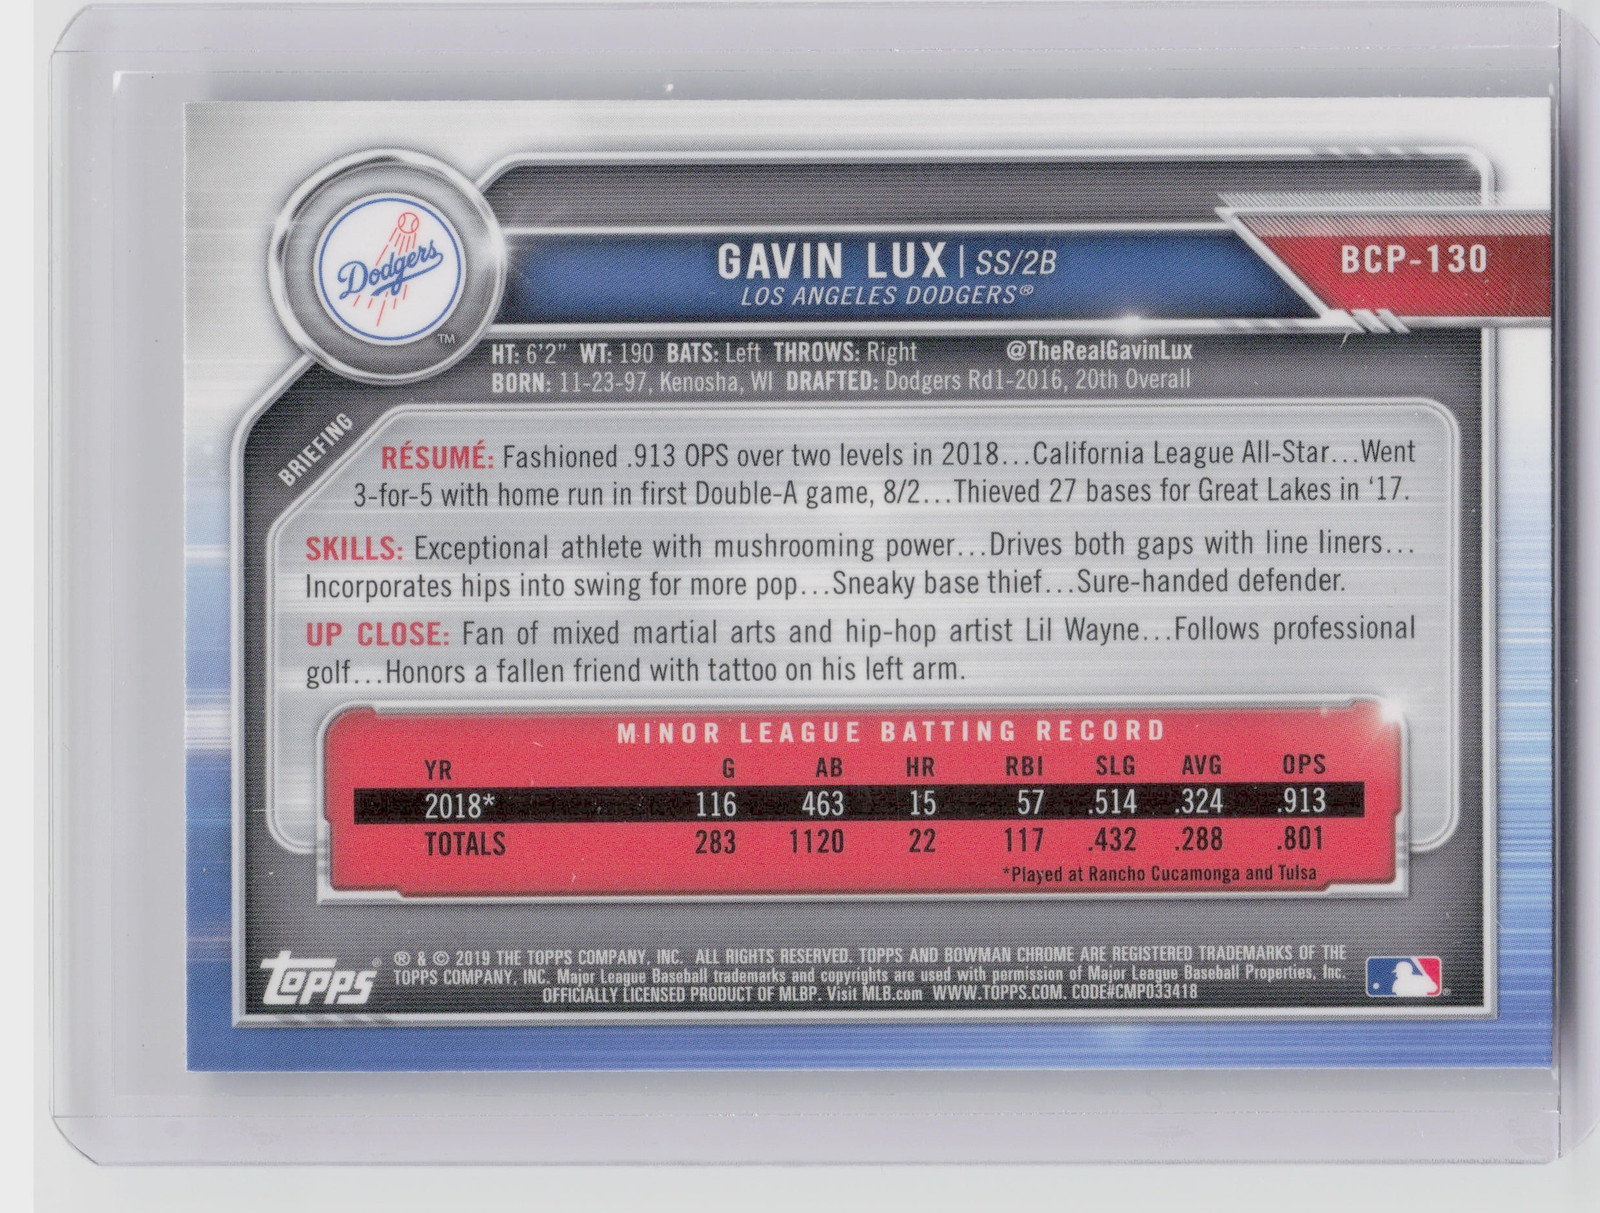 Dodgers
TM
GAVIN LUX | SS/2B
LOS ANGELES DODGERS®
BCP-130
HT: 6'2" WT: 190 BATS: Left THROWS: Right @TheRealGavinLux
BORN: 11-23-97, Kenosha, WI DRAFTED: Dodgers Rd1-2016, 20th Overall
BRIEFING
RÉSUMÉ: Fashioned .913 OPS over two levels in 2018...California League All-Star...Went
3-for-5 with home run in first Double-A game, 8/2...Thieved 27 bases for Great Lakes in '17.
SKILLS: Exceptional athlete with mushrooming power...Drives both gaps with line liners...
Incorporates hips into swing for more pop...Sneaky base thief...Sure-handed defender.
UP CLOSE: Fan of mixed martial arts and hip-hop artist Lil Wayne...Follows professional
golf...Honors a fallen friend with tattoo on his left arm.
MINOR LEAGUE BATTING RECORD
YR G AB HR RBI SLG AVG OPS
2018* 116 463 15 57 .514 .324 .913
TOTALS 283 1120 22 117 .432 .288 .801
*Played at Rancho Cucamonga and Tulsa
Topps®
® & © 2019 THE TOPPS COMPANY, INC. ALL RIGHTS RESERVED. TOPPS AND BOWMAN CHROME ARE REGISTERED TRADEMARKS OF THE
TOPPS COMPANY, INC. Major League Baseball trademarks and copyrights are used with permission of Major League Baseball Properties, Inc.
OFFICIALLY LICENSED PRODUCT OF MLBP. Visit MLB.com WWW.TOPPS.COM. CODE#CMP033418